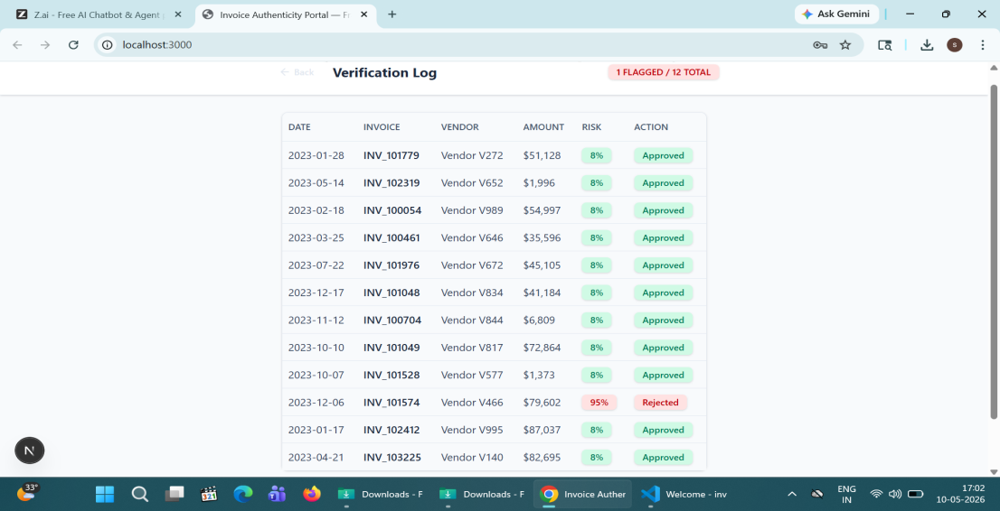 Z.ai - Free AI Chatbot & Agent
Invoice Authenticity Portal — Fr
Ask Gemini
localhost:3000
S
← Back
Verification Log
1 FLAGGED / 12 TOTAL
DATE INVOICE VENDOR AMOUNT RISK ACTION
2023-01-28 INV_101779 Vendor V272 $51,128 8% Approved
2023-05-14 INV_102319 Vendor V652 $1,996 8% Approved
2023-02-18 INV_100054 Vendor V989 $54,997 8% Approved
2023-03-25 INV_100461 Vendor V646 $35,596 8% Approved
2023-07-22 INV_101976 Vendor V672 $45,105 8% Approved
2023-12-17 INV_101048 Vendor V834 $41,184 8% Approved
2023-11-12 INV_100704 Vendor V844 $6,809 8% Approved
2023-10-10 INV_101049 Vendor V817 $72,864 8% Approved
2023-10-07 INV_101528 Vendor V577 $1,373 8% Approved
2023-12-06 INV_101574 Vendor V466 $79,602 95% Rejected
2023-01-17 INV_102412 Vendor V995 $87,037 8% Approved
2023-04-21 INV_103225 Vendor V140 $82,695 8% Approved
N
33°
321
Downloads - F
Downloads - F
Invoice Auther
Welcome - inv
ENG
IN
17:02
10-05-2026